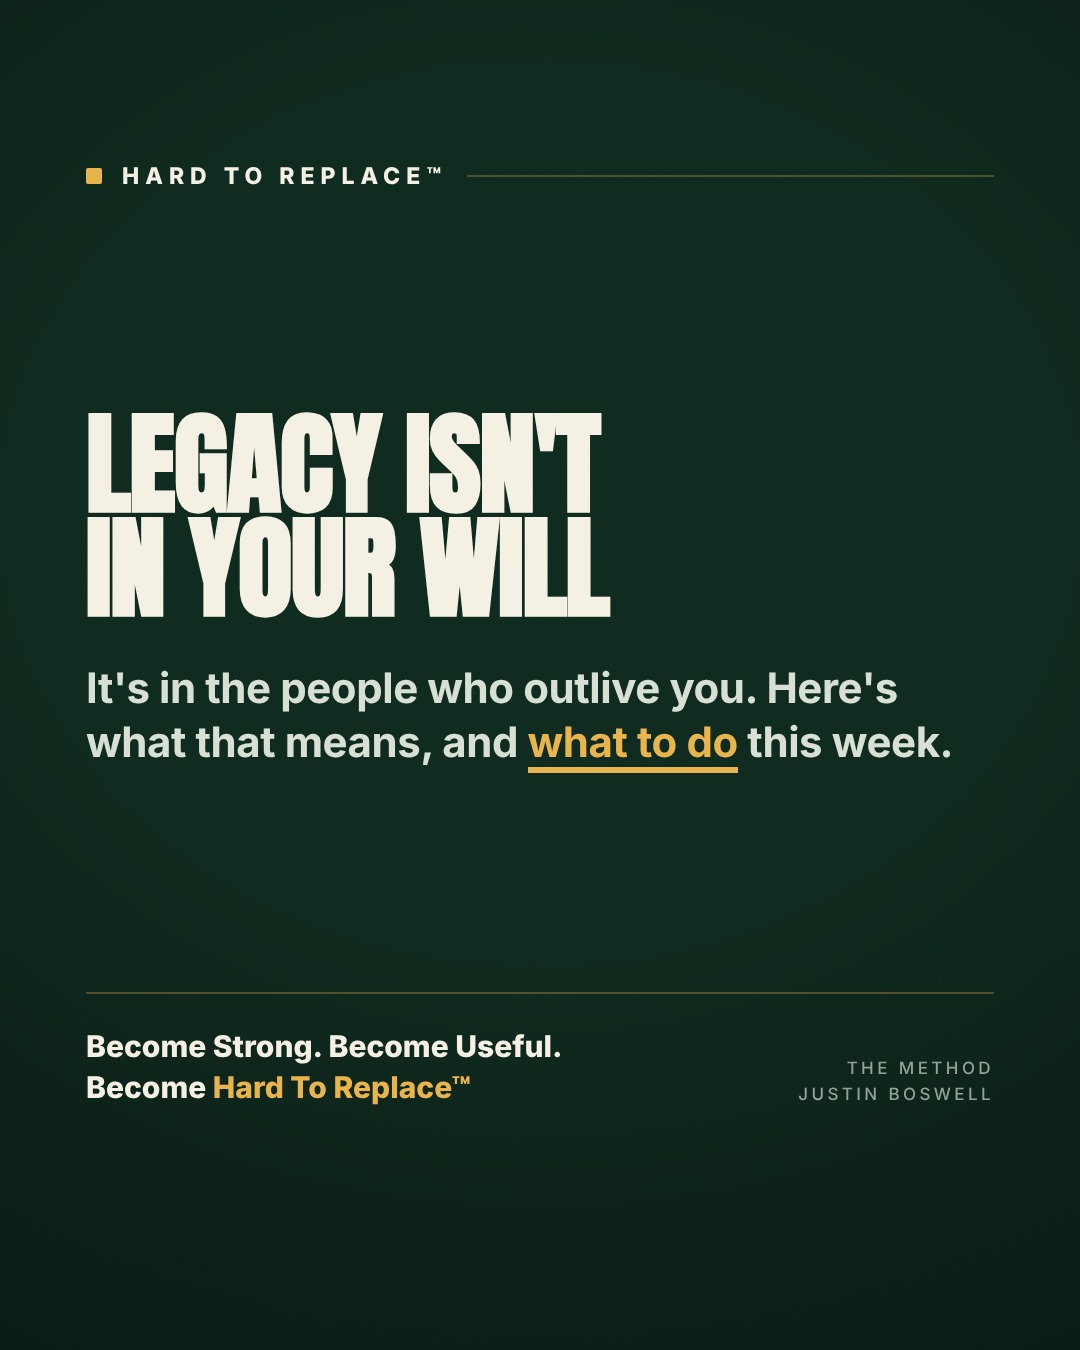 HARD TO REPLACE™
LEGACY ISN'T
IN YOUR WILL
It's in the people who outlive you. Here's
what that means, and what to do this week.
Become Strong. Become Useful.
Become Hard To Replace™
THE METHOD
JUSTIN BOSWELL